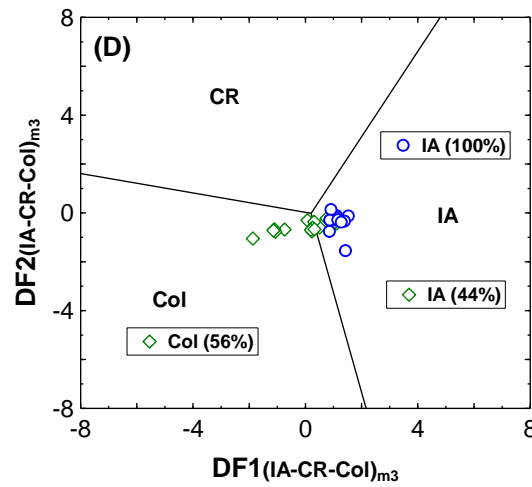 8
(D)
CR
4
IA (100%)
0
IA
DF2(IA-CR-Col)m3
-4
Col
IA (44%)
Col (56%)
-8
-8
-4
0
4
8
DF1(IA-CR-Col)m3